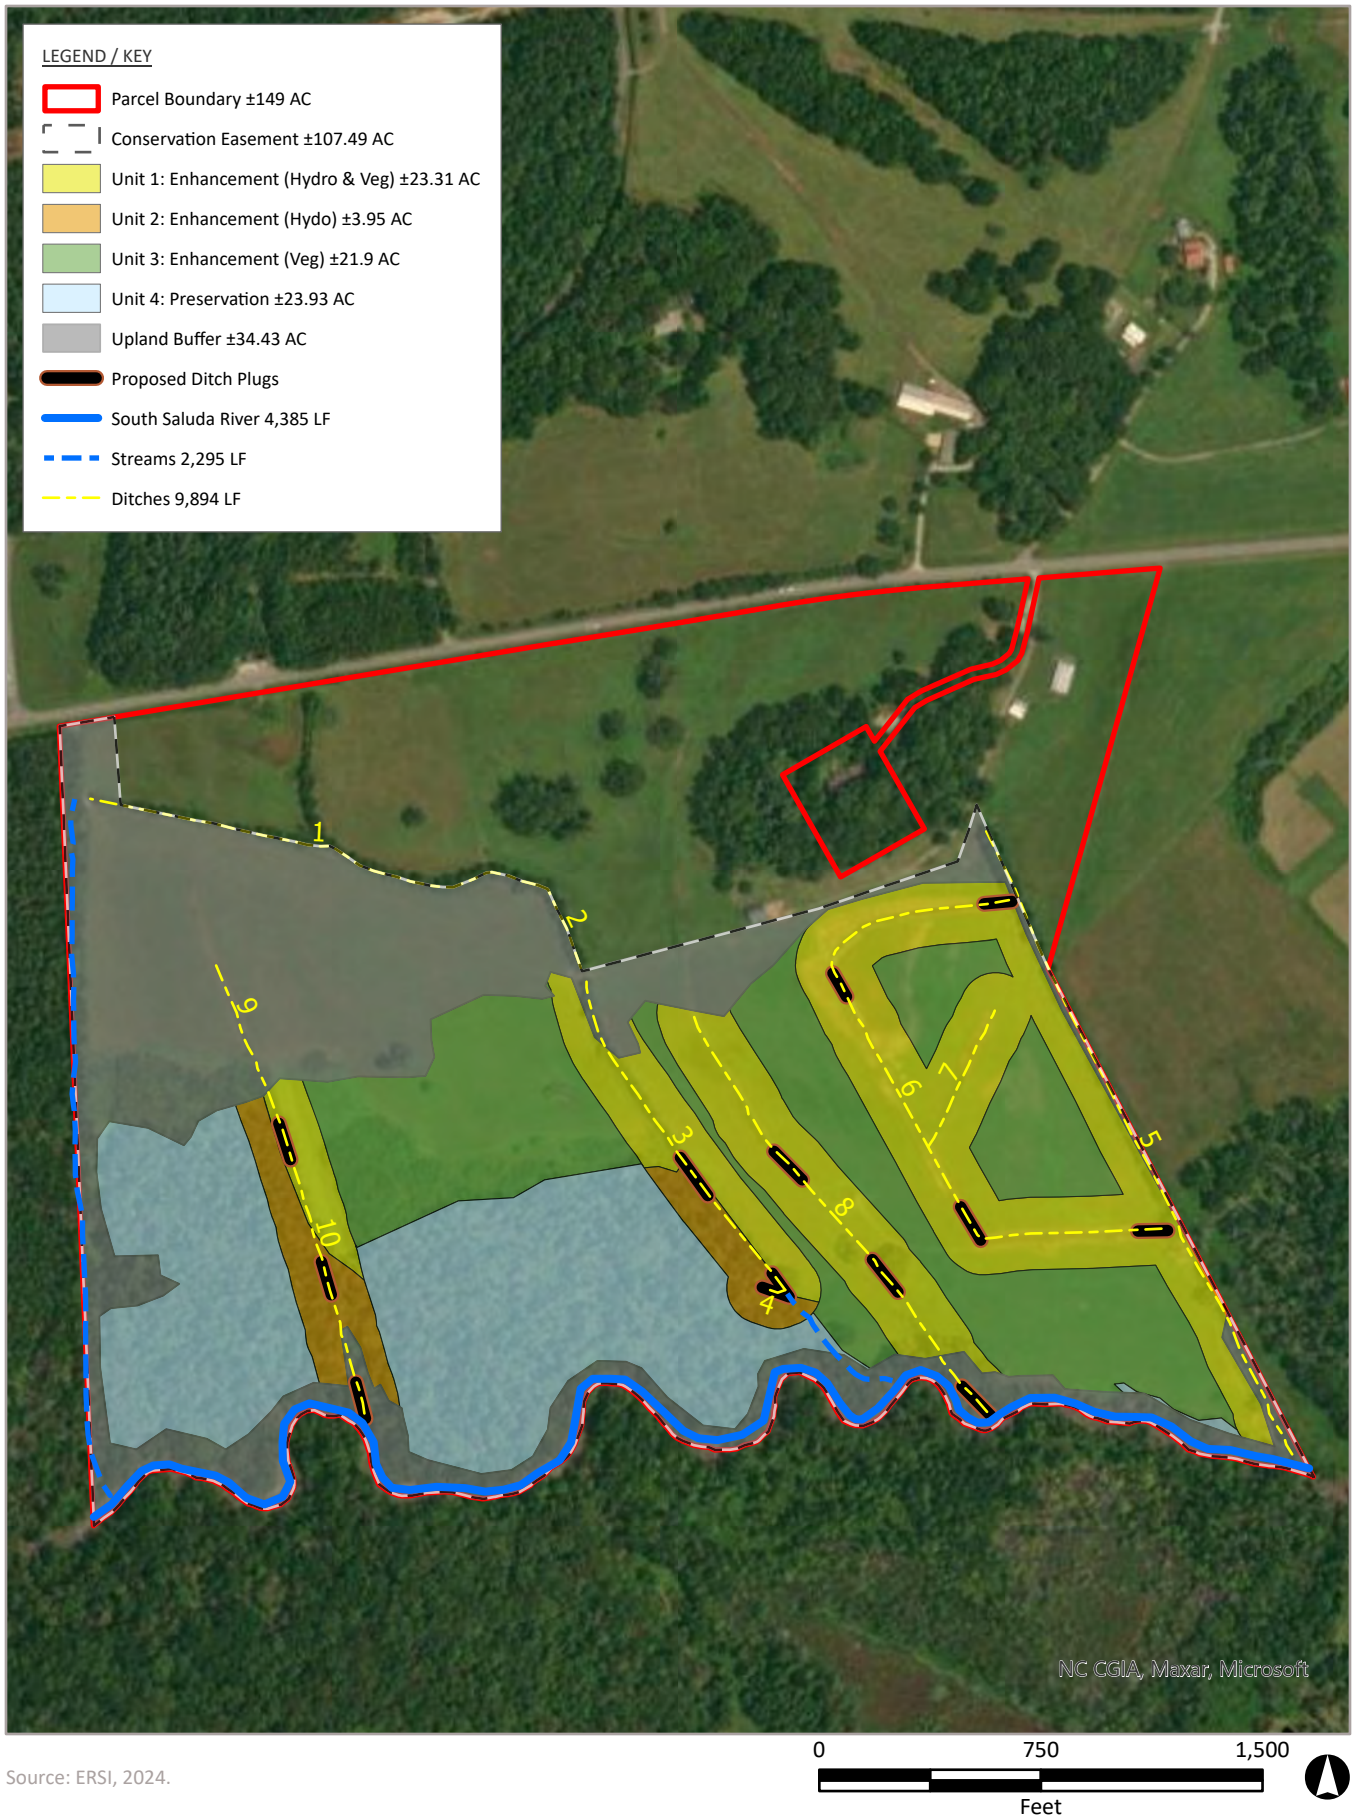 LEGEND / KEY
Parcel Boundary ±149 AC
Conservation Easement ±107.49 AC
Unit 1: Enhancement (Hydro & Veg) ±23.31 AC
Unit 2: Enhancement (Hydo) ±3.95 AC
Unit 3: Enhancement (Veg) ±21.9 AC
Unit 4: Preservation ±23.93 AC
Upland Buffer ±34.43 AC
Proposed Ditch Plugs
South Saluda River 4,385 LF
Streams 2,295 LF
Ditches 9,894 LF
1
2
9
6
7
3
5
8
10
4
NC CGIA, Maxar, Microsoft
0 750 1,500
Feet
Source: ERSI, 2024.